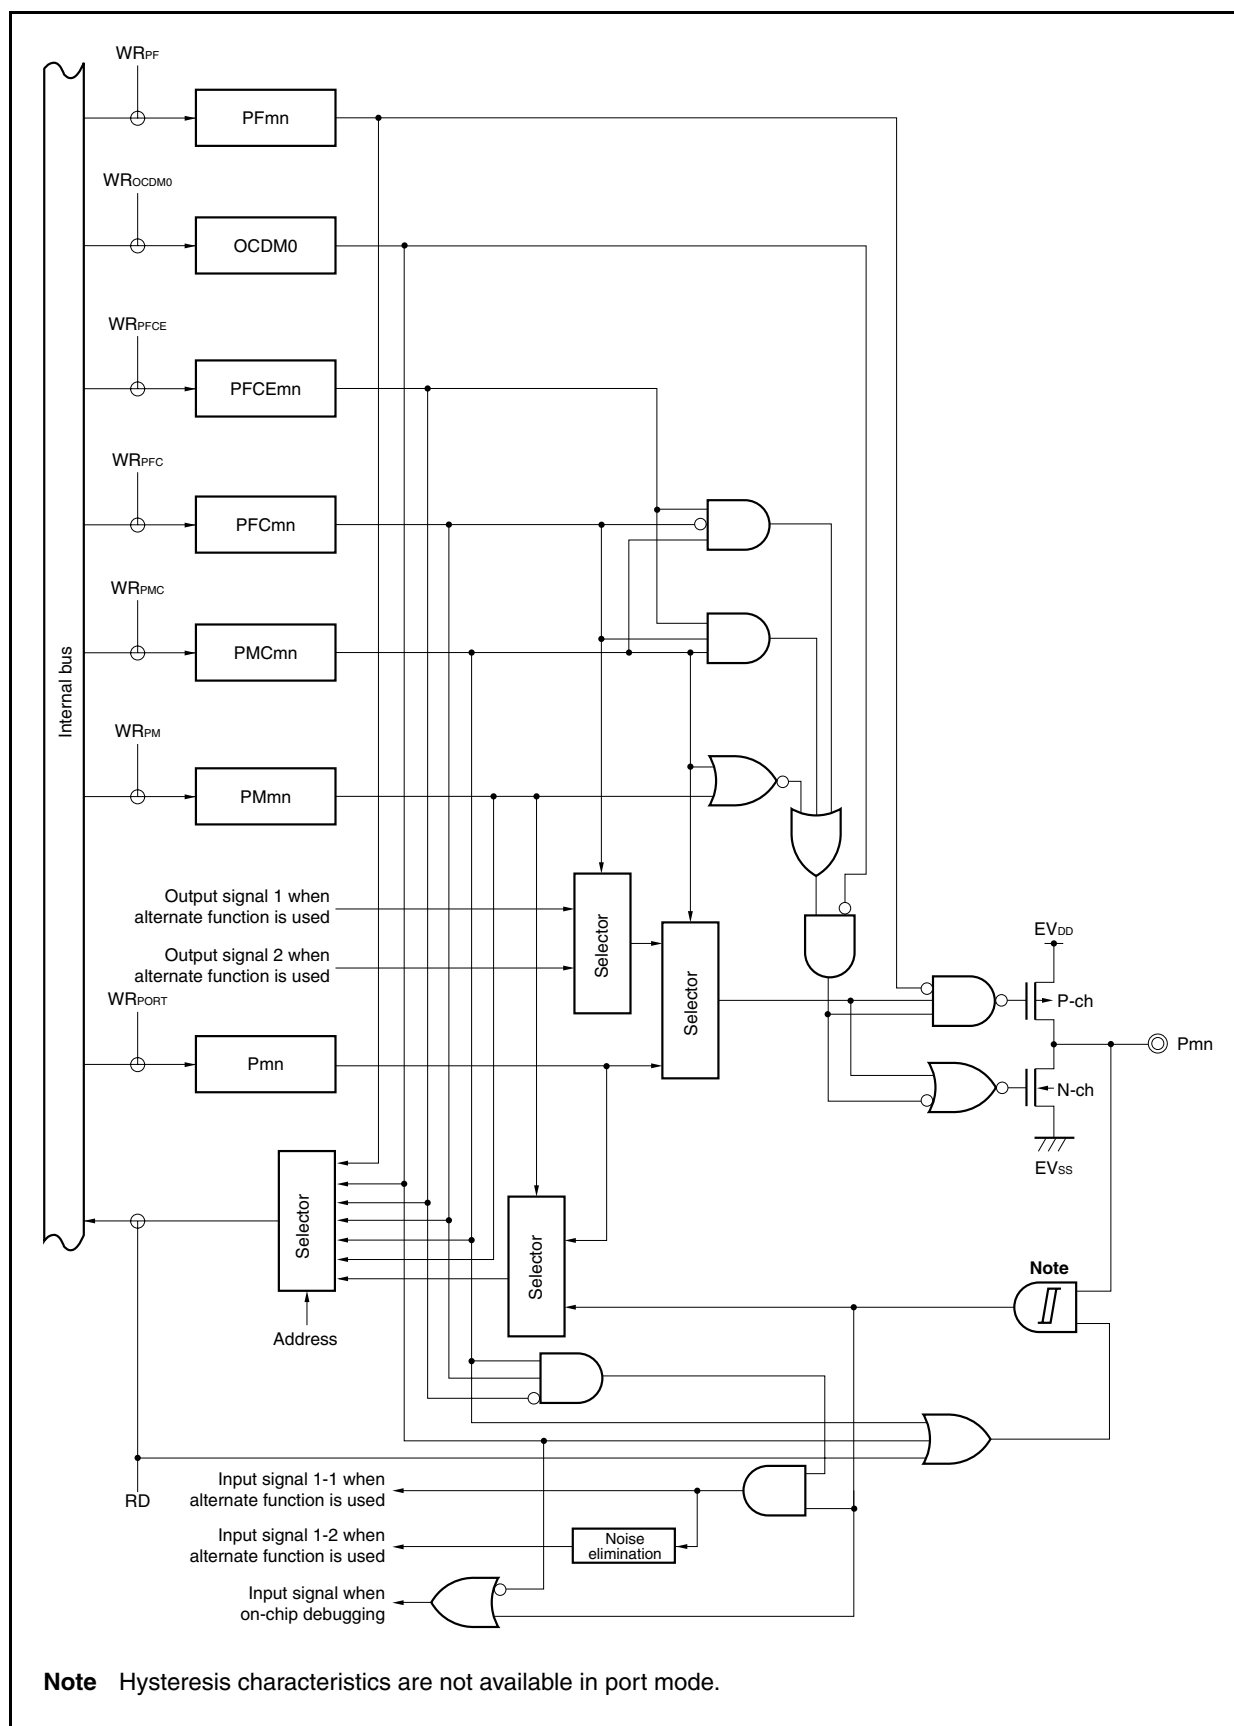 WRPF
PFmn
WROCDM0
OCDM0
WRPFCE
PFCEmn
WRPFC
PFCmn
WRPMC
PMCmn
Internal bus
WRPM
PMmn
Output signal 1 when
alternate function is used
Output signal 2 when
alternate function is used
Selector
Selector
EVDD
P-ch
WRPORT
Pmn
Pmn
N-ch
EVSS
Selector
Selector
Note
Address
RD
Input signal 1-1 when
alternate function is used
Input signal 1-2 when
alternate function is used
Noise
elimination
Input signal when
on-chip debugging
Note Hysteresis characteristics are not available in port mode.